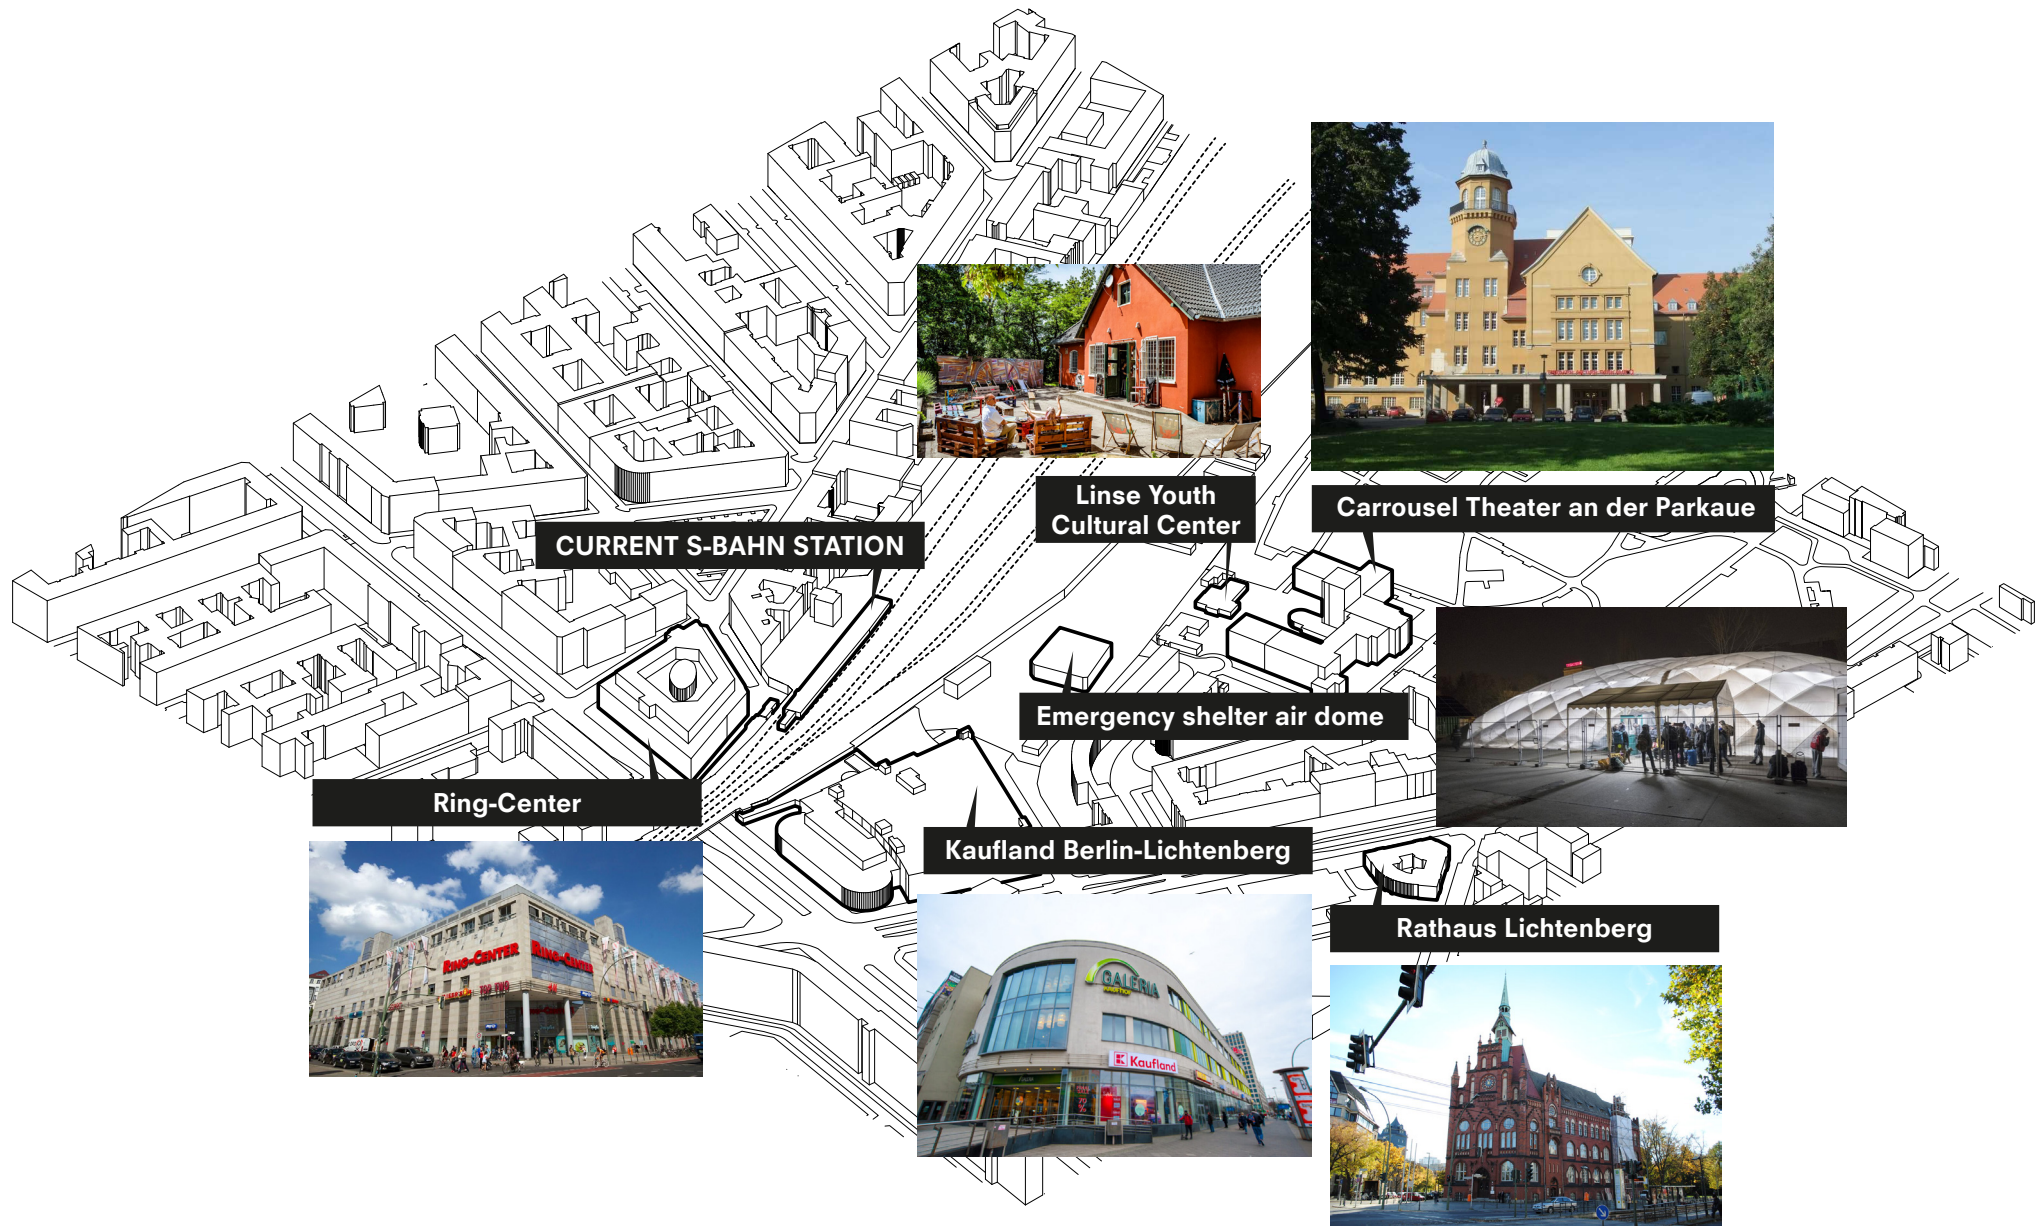 Linse Youth
Cultural Center
Carrousel Theater an der Parkaue
CURRENT S-BAHN STATION
Emergency shelter air dome
Ring-Center
Kaufland Berlin-Lichtenberg
Rathaus Lichtenberg
RING-CENTER
RING-CENTER
GALERIA
Kaufland